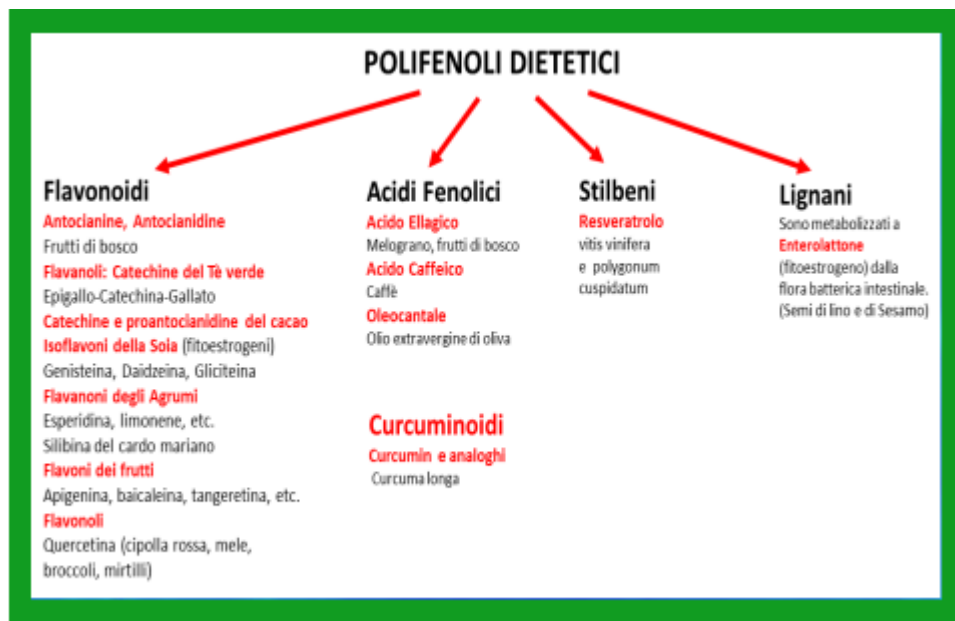 POLIFENOLI DIETETICI
Flavonoidi
Antocianine, Antocianidine
Frutti di bosco
Flavanoli: Catechine del Tè verde
Epigallo-Catechina-Gallato
Catechine e proantocianidine del cacao
Isoflavoni della Soia (fitoestrogeni)
Genisteina, Daidzeina, Gliciteina
Flavanoni degli Agrumi
Esperidina, limonene, etc.
Silibina del cardo mariano
Flavoni dei frutti
Apigenina, baicaleina, tangeretina, etc.
Flavonoli
Quercetina (cipolla rossa, mele,
broccoli, mirtilli)
Acidi Fenolici
Acido Ellagico
Melograno, frutti di bosco
Acido Caffeico
Caffè
Oleocantale
Olio extravergine di oliva
Curcuminoidi
Curcumin e analoghi
Curcuma longa
Stilbeni
Resveratrolo
vitis vinifera
e polygonum
cuspidatum
Lignani
Sono metabolizzati a
Enterolattone
(fitoestrogeno) dalla
flora batterica intestinale.
(Semi di lino e di Sesamo)